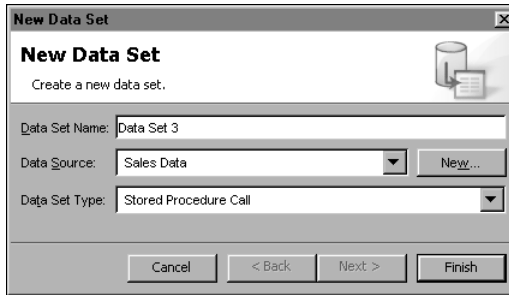 New Data Set
New Data Set
Create a new data set.
Data Set Name: Data Set 3
Data Source: Sales Data New...
Data Set Type: Stored Procedure Call
Cancel < Back Next > Finish